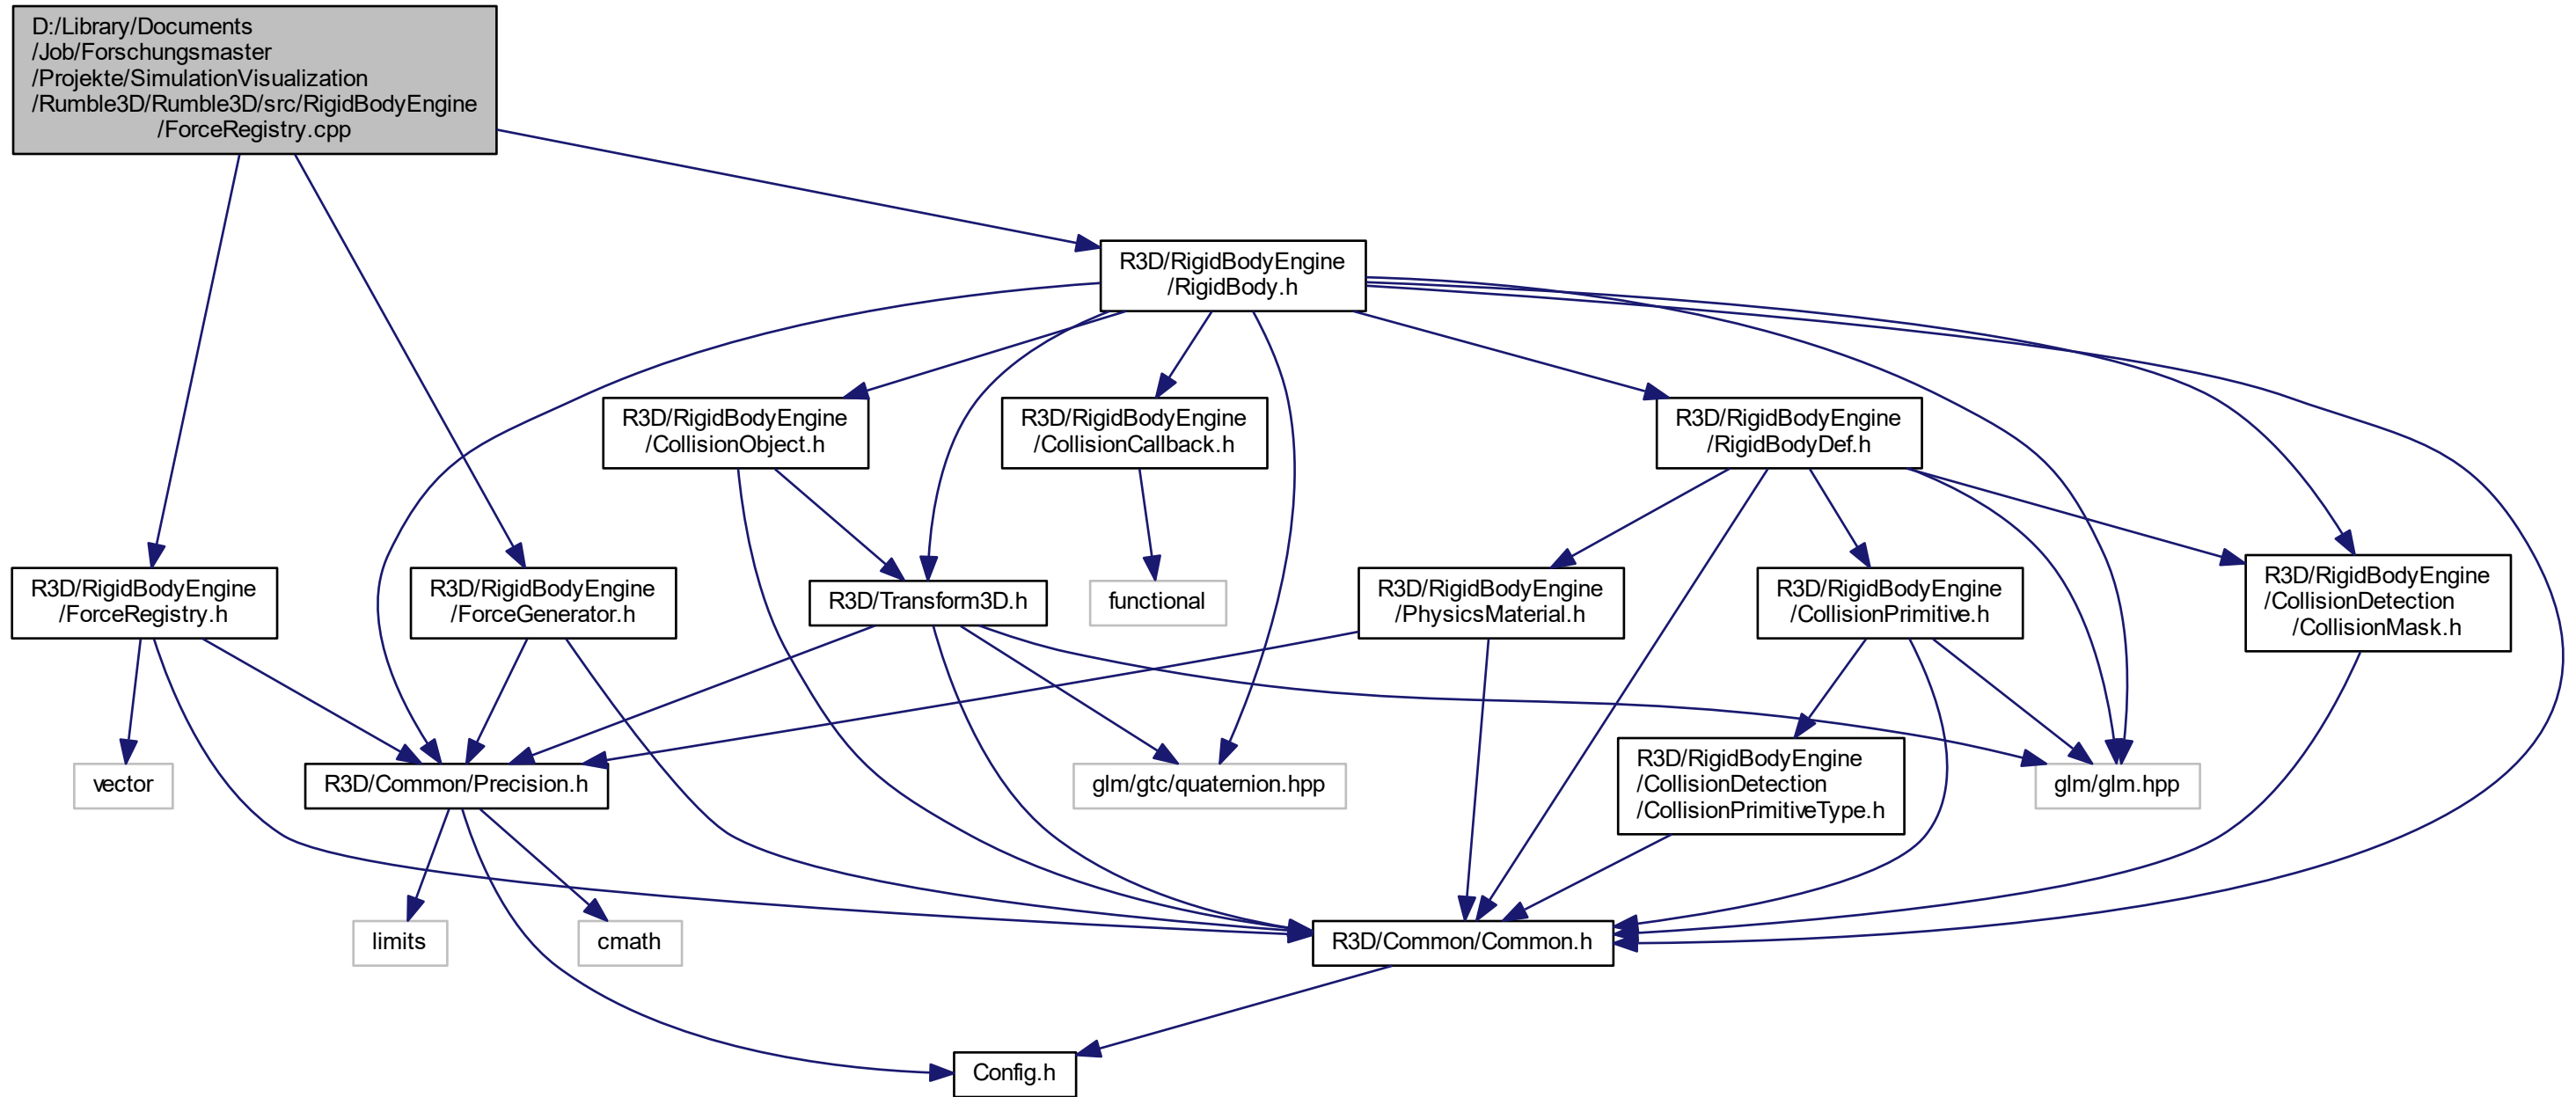 D:/Library/Documents
/Job/Forschungsmaster
/Projekte/SimulationVisualization
/Rumble3D/Rumble3D/src/RigidBodyEngine
/ForceRegistry.cpp
R3D/RigidBodyEngine
/RigidBody.h
R3D/RigidBodyEngine
/CollisionObject.h
R3D/RigidBodyEngine
/CollisionCallback.h
R3D/RigidBodyEngine
/RigidBodyDef.h
R3D/RigidBodyEngine
/ForceRegistry.h
R3D/RigidBodyEngine
/ForceGenerator.h
R3D/Transform3D.h
functional
R3D/RigidBodyEngine
/PhysicsMaterial.h
R3D/RigidBodyEngine
/CollisionPrimitive.h
R3D/RigidBodyEngine
/CollisionDetection
/CollisionMask.h
vector
R3D/Common/Precision.h
glm/gtc/quaternion.hpp
R3D/RigidBodyEngine
/CollisionDetection
/CollisionPrimitiveType.h
glm/glm.hpp
limits
cmath
R3D/Common/Common.h
Config.h